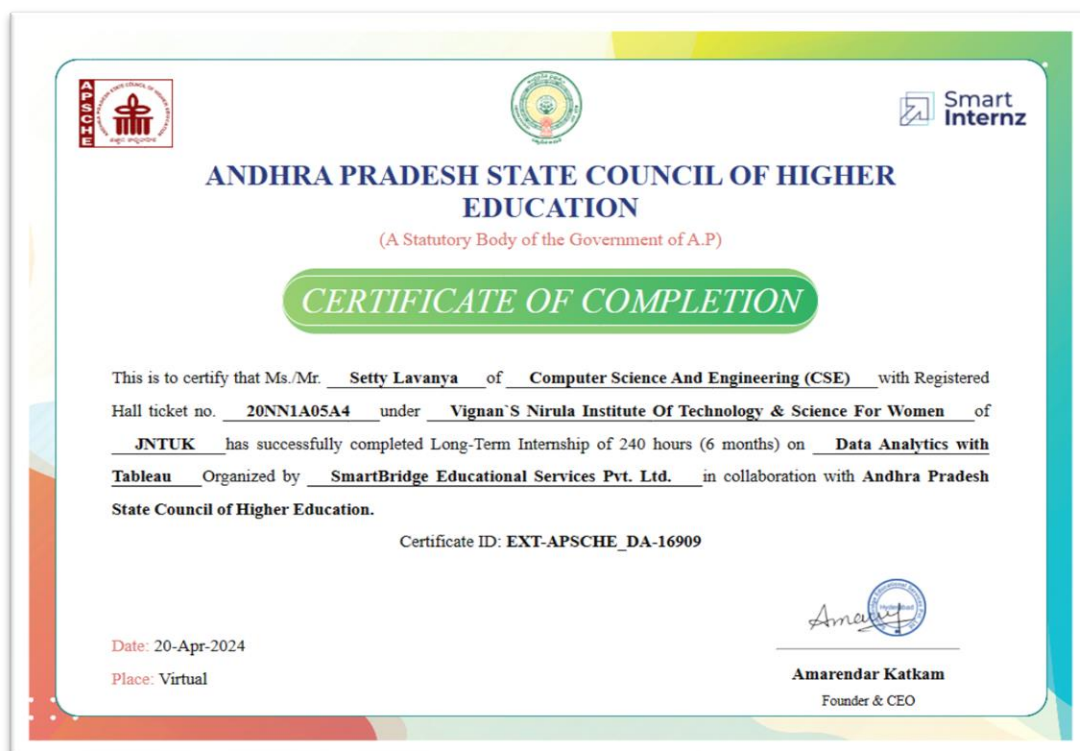 APSCHE
Smart
Internz
ANDHRA PRADESH STATE COUNCIL OF HIGHER
EDUCATION
(A Statutory Body of the Government of A.P)
CERTIFICATE OF COMPLETION
This is to certify that Ms./Mr. Setty Lavanya of Computer Science And Engineering (CSE) with Registered
Hall ticket no. 20NN1A05A4 under Vignan`S Nirula Institute Of Technology & Science For Women of
JNTUK has successfully completed Long-Term Internship of 240 hours (6 months) on Data Analytics with
Tableau Organized by SmartBridge Educational Services Pvt. Ltd. in collaboration with Andhra Pradesh
State Council of Higher Education.
Certificate ID: EXT-APSCHE_DA-16909
Hyderabad
Date: 20-Apr-2024
Place: Virtual
Amarendar Katkam
Founder & CEO